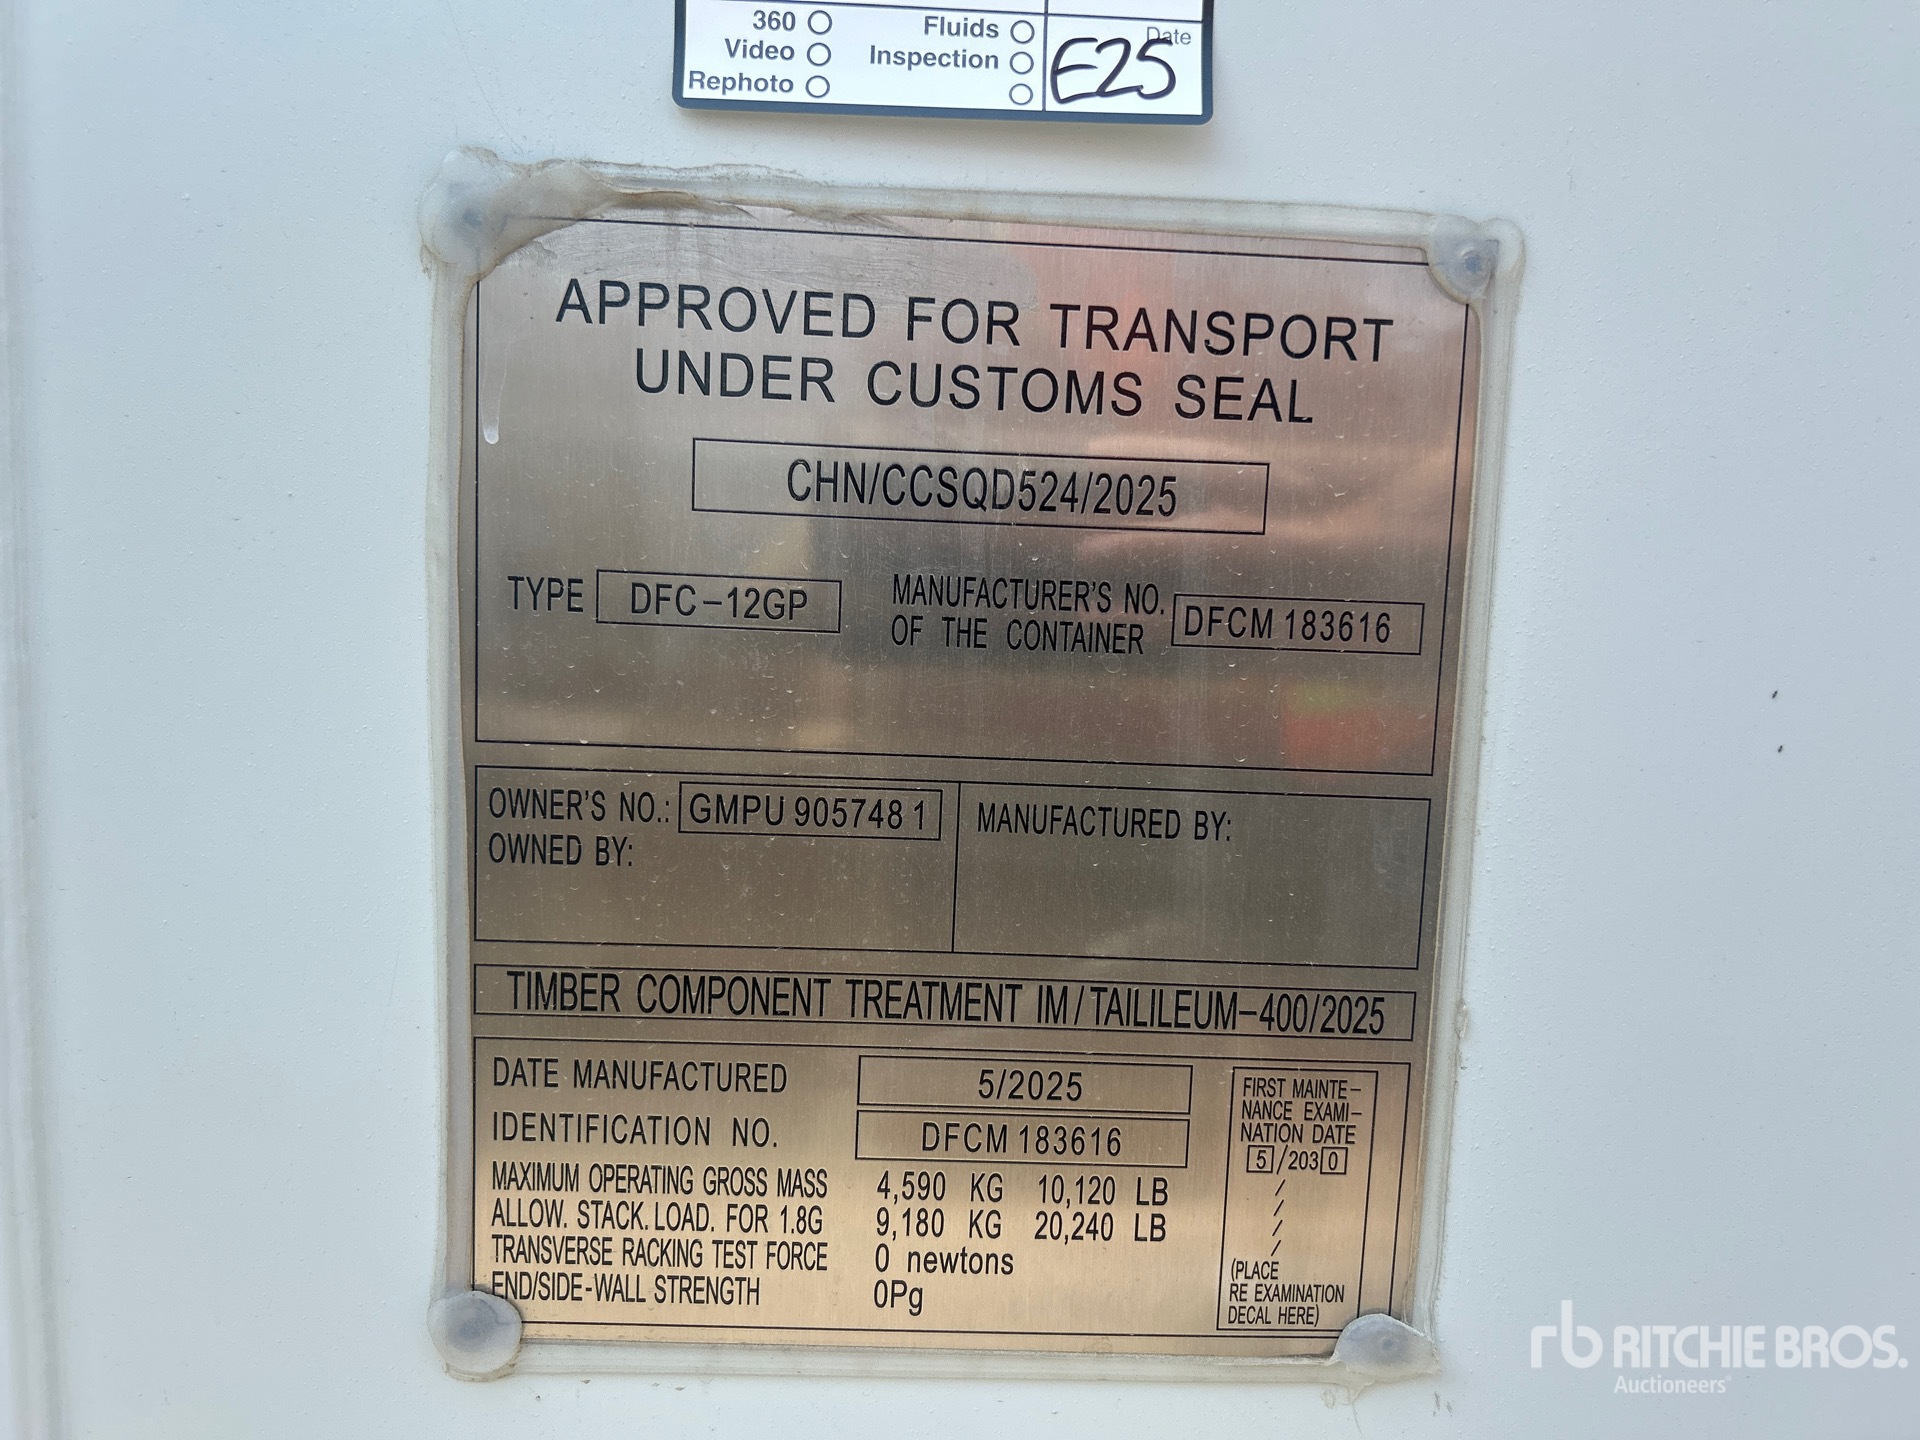 360 Fluids
Date
Video Inspection
E25
Rephoto
APPROVED FOR TRANSPORT
UNDER CUSTOMS SEAL
CHN/CCSQD524/2025
TYPE DFC-12GP MANUFACTURER'S NO. OF THE CONTAINER DFCM 183616
OWNER'S NO.: GMPU 905748 1
OWNED BY:
MANUFACTURED BY:
TIMBER COMPONENT TREATMENT IM/TAILILEUM-400/2025
DATE MANUFACTURED 5/2025
IDENTIFICATION NO. DFCM 183616
MAXIMUM OPERATING GROSS MASS 4,590 KG 10,120 LB
ALLOW. STACK. LOAD. FOR 1.8G 9,180 KG 20,240 LB
TRANSVERSE RACKING TEST FORCE 0 newtons
END/SIDE-WALL STRENGTH 0Pg
FIRST MAINTE-
NANCE EXAMI-
NATION DATE
5/2030
/
/
/
/
(PLACE
RE EXAMINATION
DECAL HERE)
rb RITCHIE BROS.
Auctioneers